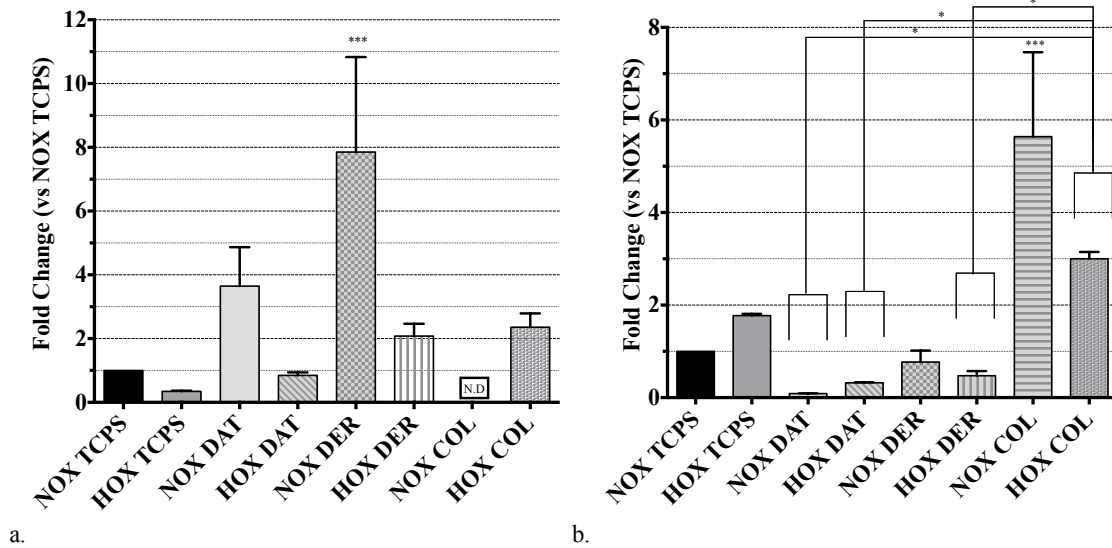 Fold Change (vs NOX TCPS)
12
10
8
6
4
2
0
***
N.D
NOX TCPS
HOX TCPS
NOX DAT
HOX DAT
NOX DER
HOX DER
NOX COL
HOX COL
a.
Fold Change (vs NOX TCPS)
8
6
4
2
0
*
*
*
***
NOX TCPS
HOX TCPS
NOX DAT
HOX DAT
NOX DER
HOX DER
NOX COL
HOX COL
b.